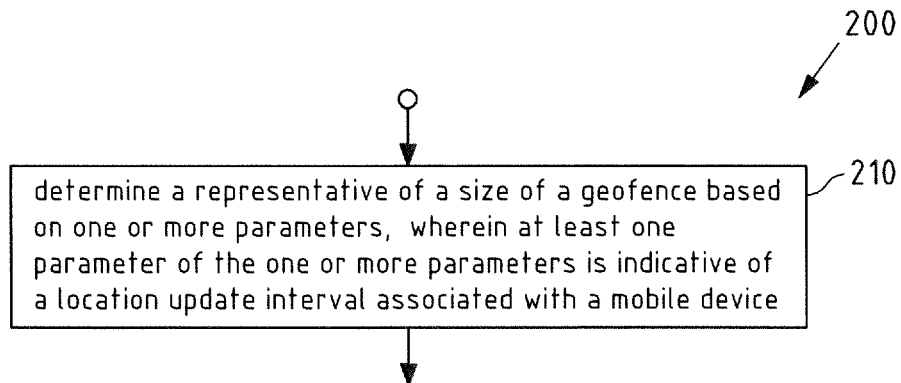 200
210
determine a representative of a size of a geofence based
on one or more parameters, wherein at least one
parameter of the one or more parameters is indicative of
a location update interval associated with a mobile device